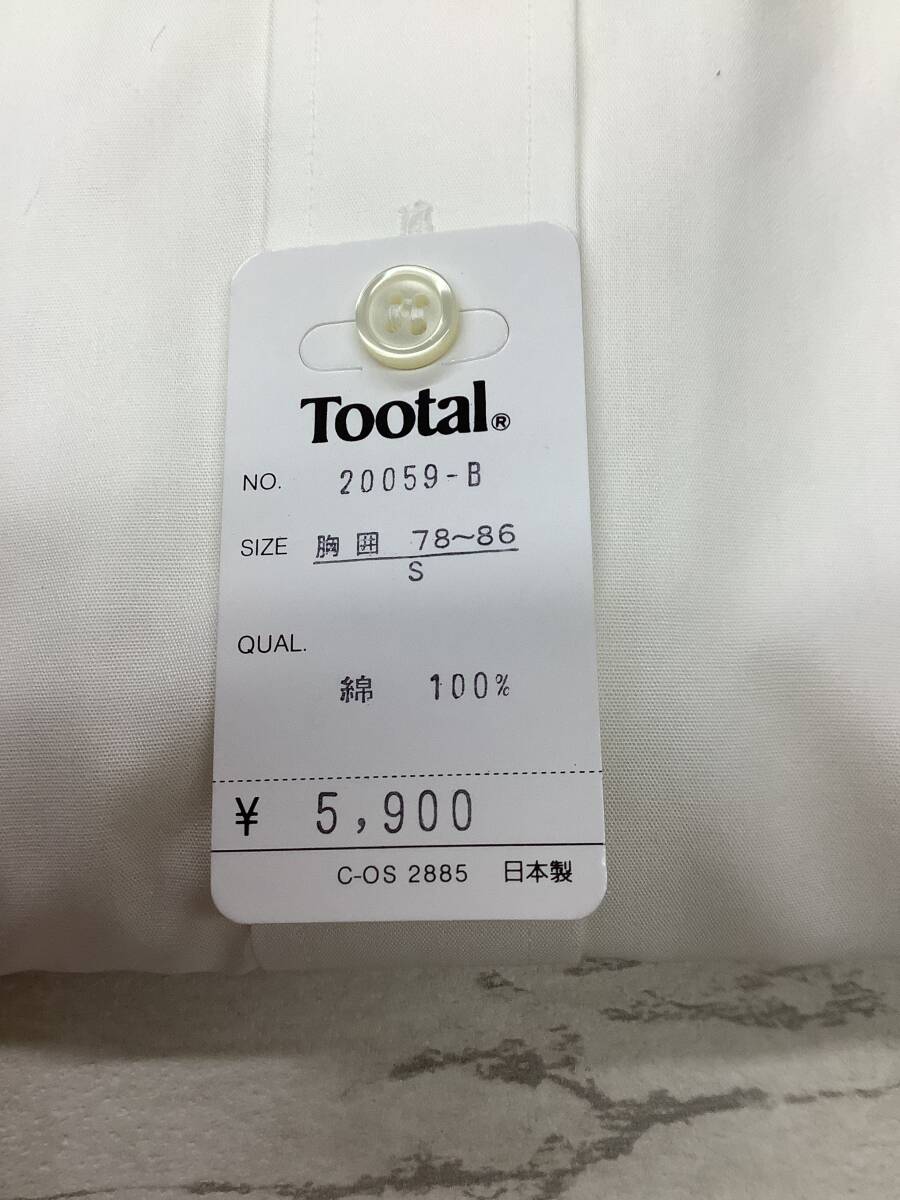 Tootal®
NO. 20059-B
SIZE 胸囲 78~86
S
QUAL.
綿 100%
¥ 5,900
C-OS 2885 日本製